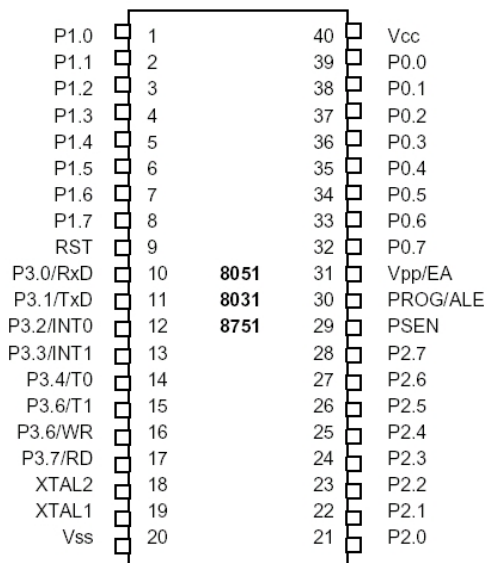 P1.0 1 40 Vcc
P1.1 2 39 P0.0
P1.2 3 38 P0.1
P1.3 4 37 P0.2
P1.4 5 36 P0.3
P1.5 6 35 P0.4
P1.6 7 34 P0.5
P1.7 8 33 P0.6
RST 9 32 P0.7
P3.0/RxD 10 8051 31 Vpp/EA
P3.1/TxD 11 8031 30 PROG/ALE
P3.2/INT0 12 8751 29 PSEN
P3.3/INT1 13 28 P2.7
P3.4/T0 14 27 P2.6
P3.6/T1 15 26 P2.5
P3.6/WR 16 25 P2.4
P3.7/RD 17 24 P2.3
XTAL2 18 23 P2.2
XTAL1 19 22 P2.1
Vss 20 21 P2.0